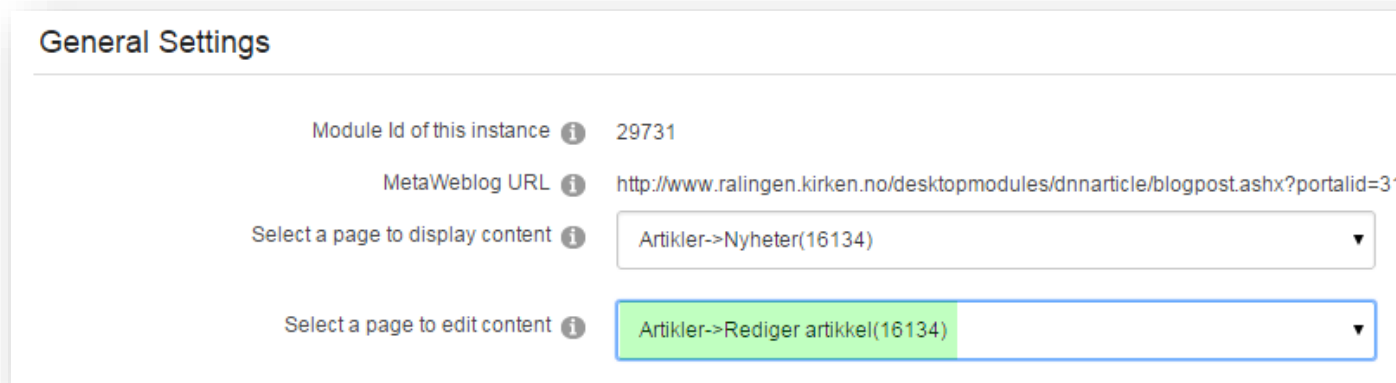 General Settings
Module Id of this instance 29731
MetaWeblog URL http://www.ralingen.kirken.no/desktopmodules/dnnarticle/blogpost.ashx?portalid=31
Select a page to display content Artikler->Nyheter(16134)
Select a page to edit content Artikler->Rediger artikkel(16134)